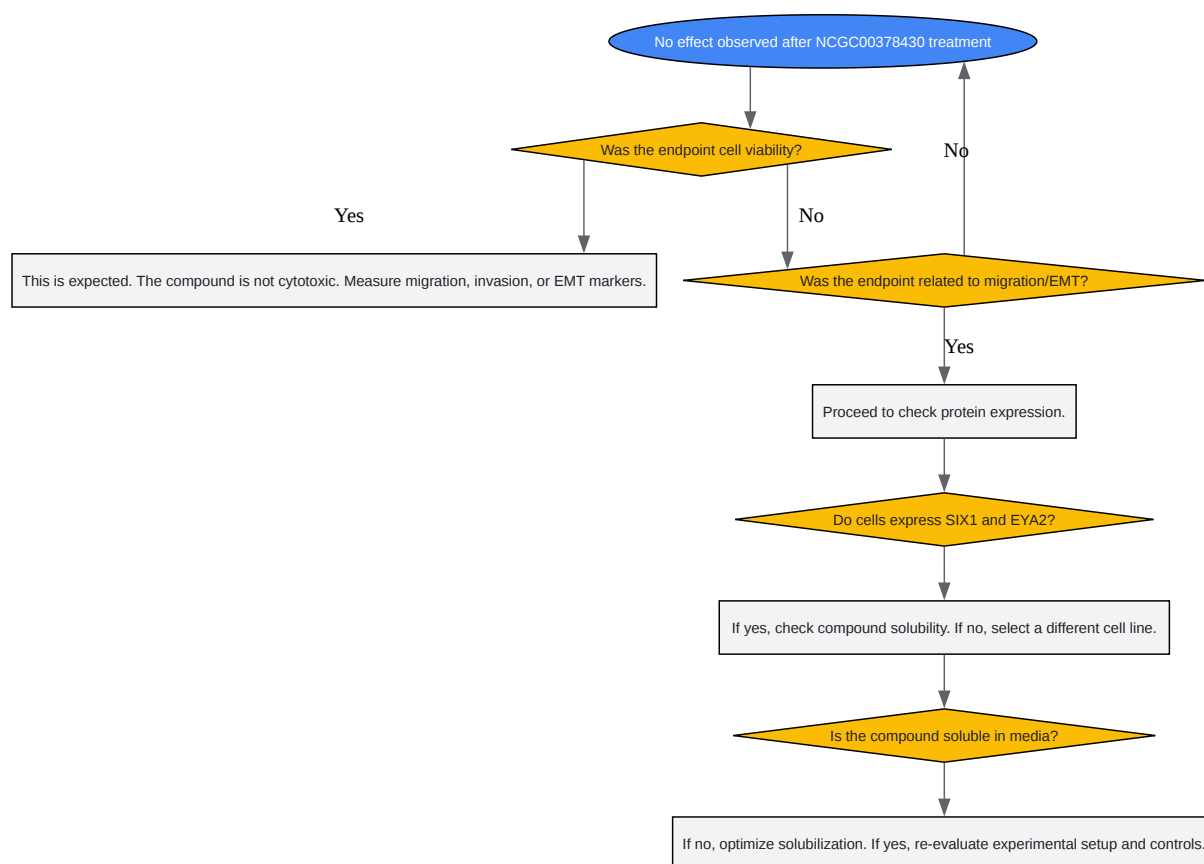 No effect observed after NCGC00378430 treatment
Was the endpoint cell viability?
No
Yes
No
This is expected. The compound is not cytotoxic. Measure migration, invasion, or EMT markers.
Was the endpoint related to migration/EMT?
Yes
Proceed to check protein expression.
Do cells express SIX1 and EYA2?
If yes, check compound solubility. If no, select a different cell line.
Is the compound soluble in media?
If no, optimize solubilization. If yes, re-evaluate experimental setup and controls.